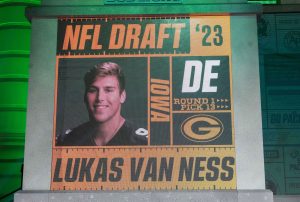 NFL DRAFT '23
IOWA
DE
ROUND 1
PICK 13
G
LUKAS VAN NESS